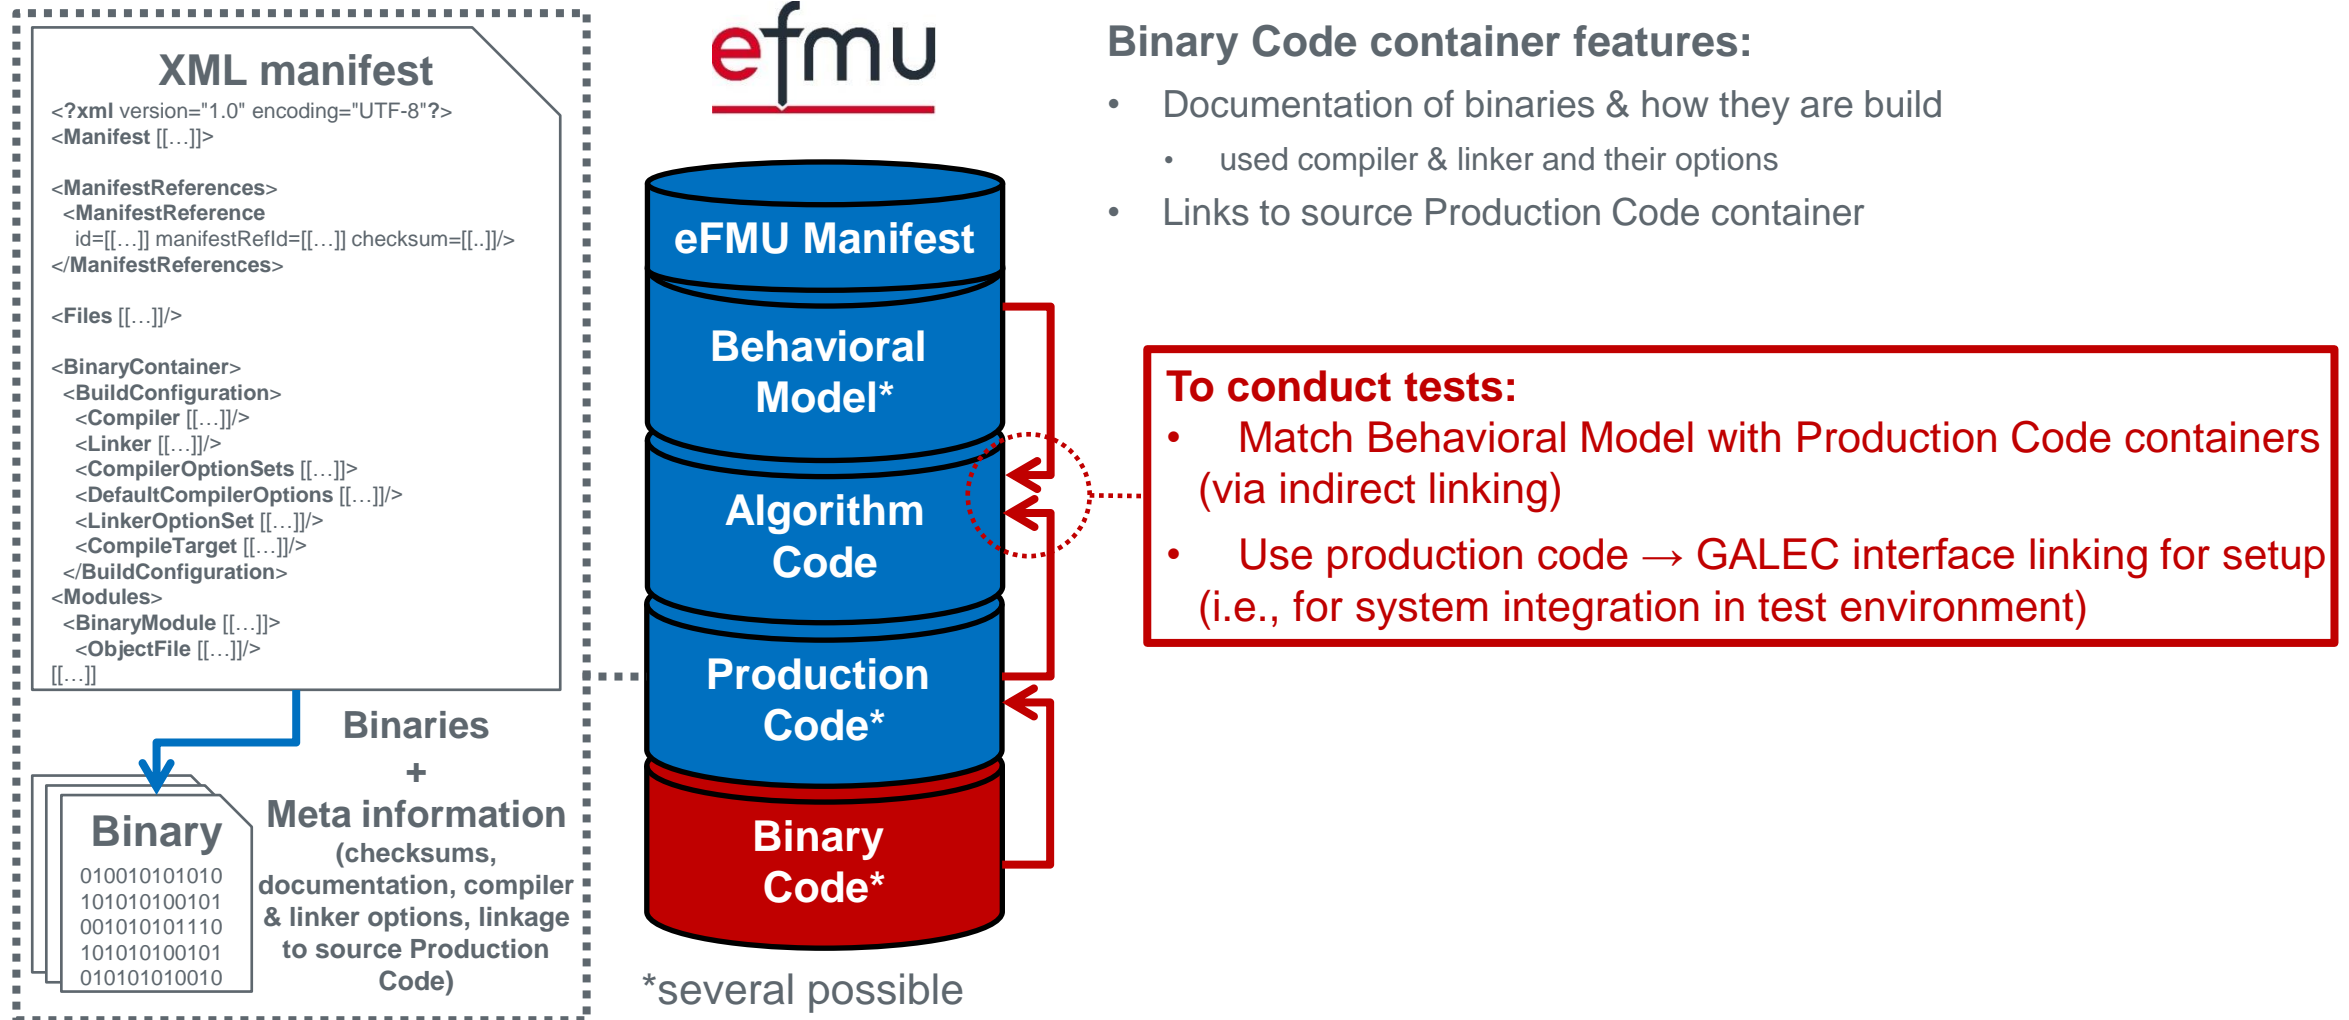 XML manifest
<?xml version="1.0" encoding="UTF-8"?>
<Manifest [[…]]>
<ManifestReferences>
<ManifestReference
id=[[…]] manifestRefId=[[…]] checksum=[[..]]/>
</ManifestReferences>
<Files [[…]]/>
<BinaryContainer>
<BuildConfiguration>
<Compiler [[…]]/>
<Linker [[…]]/>
<CompilerOptionSets [[…]]>
<DefaultCompilerOptions [[…]]/>
<LinkerOptionSet [[…]]/>
<CompileTarget [[…]]/>
</BuildConfiguration>
<Modules>
<BinaryModule [[…]]>
<ObjectFile [[…]]/>
[[…]]
Binary
010010101010
101010100101
001010101110
101010100101
010101010010
Binaries
+
Meta information
(checksums,
documentation, compiler
& linker options, linkage
to source Production
Code)
efmu
eFMU Manifest
Behavioral
Model*
Algorithm
Code
Production
Code*
Binary
Code*
*several possible
Binary Code container features:
• Documentation of binaries & how they are build
• used compiler & linker and their options
• Links to source Production Code container
To conduct tests:
• Match Behavioral Model with Production Code containers
(via indirect linking)
• Use production code → GALEC interface linking for setup
(i.e., for system integration in test environment)